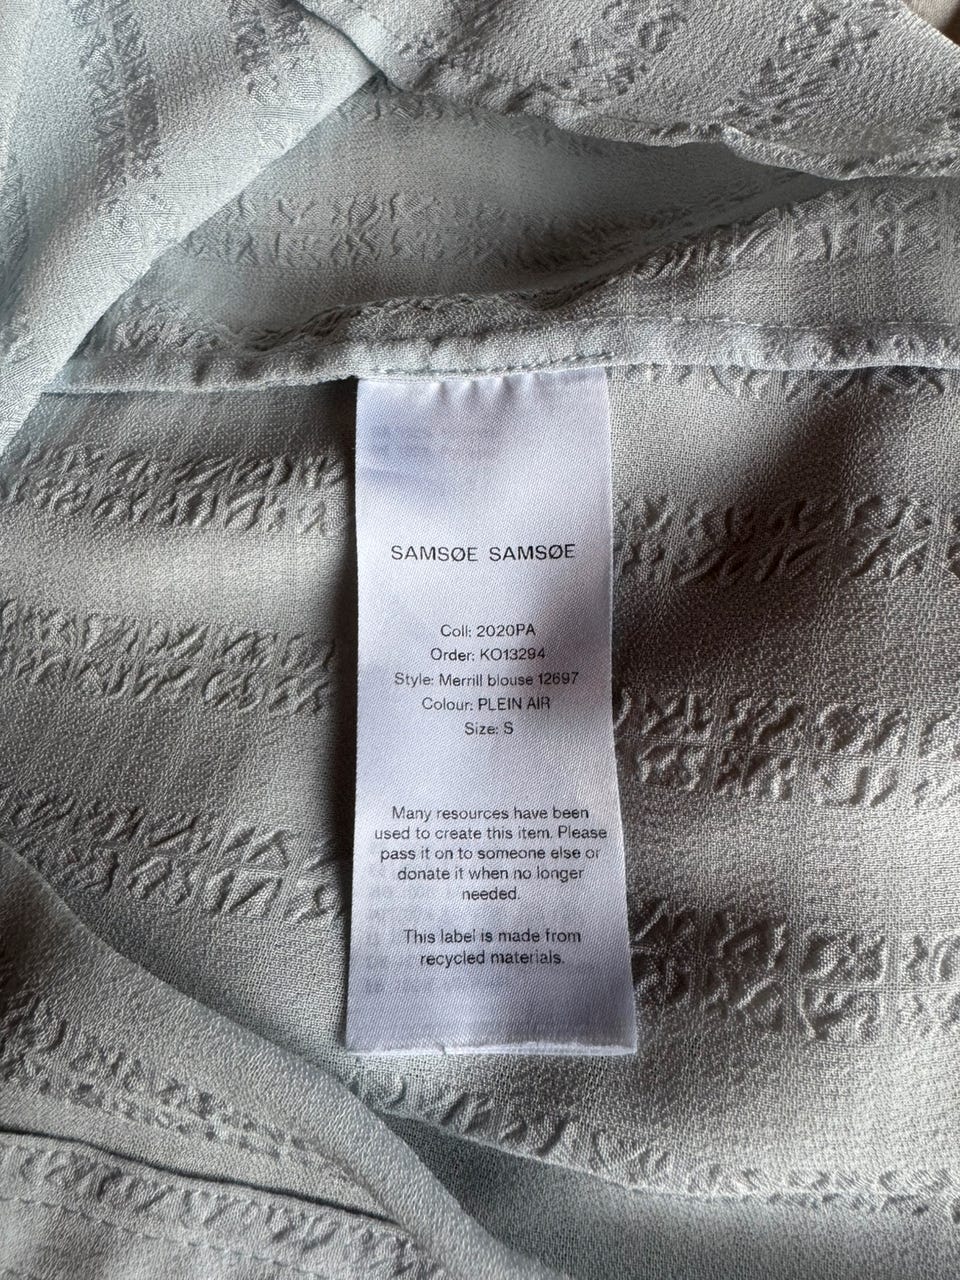 SAMSØE SAMSØE
Coll: 2020PA
Order: KO13294
Style: Merrill blouse 12697
Colour: PLEIN AIR
Size: S
Many resources have been
used to create this item. Please
pass it on to someone else or
donate it when no longer
needed.
This label is made from
recycled materials.